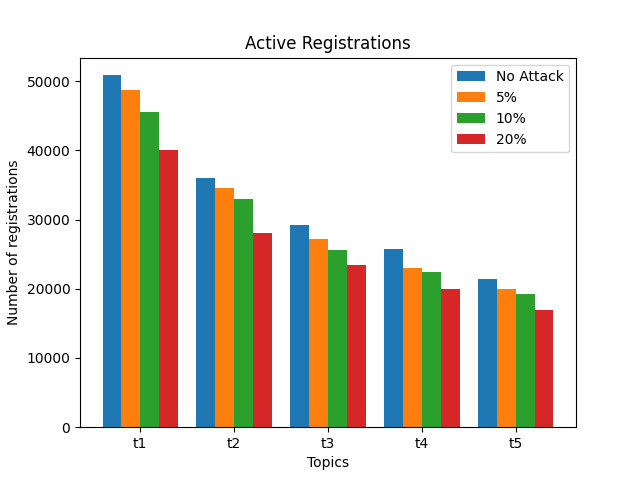 Active Registrations
No Attack
5%
10%
20%
Number of registrations
50000
40000
30000
20000
10000
0
t1 t2 t3 t4 t5
Topics